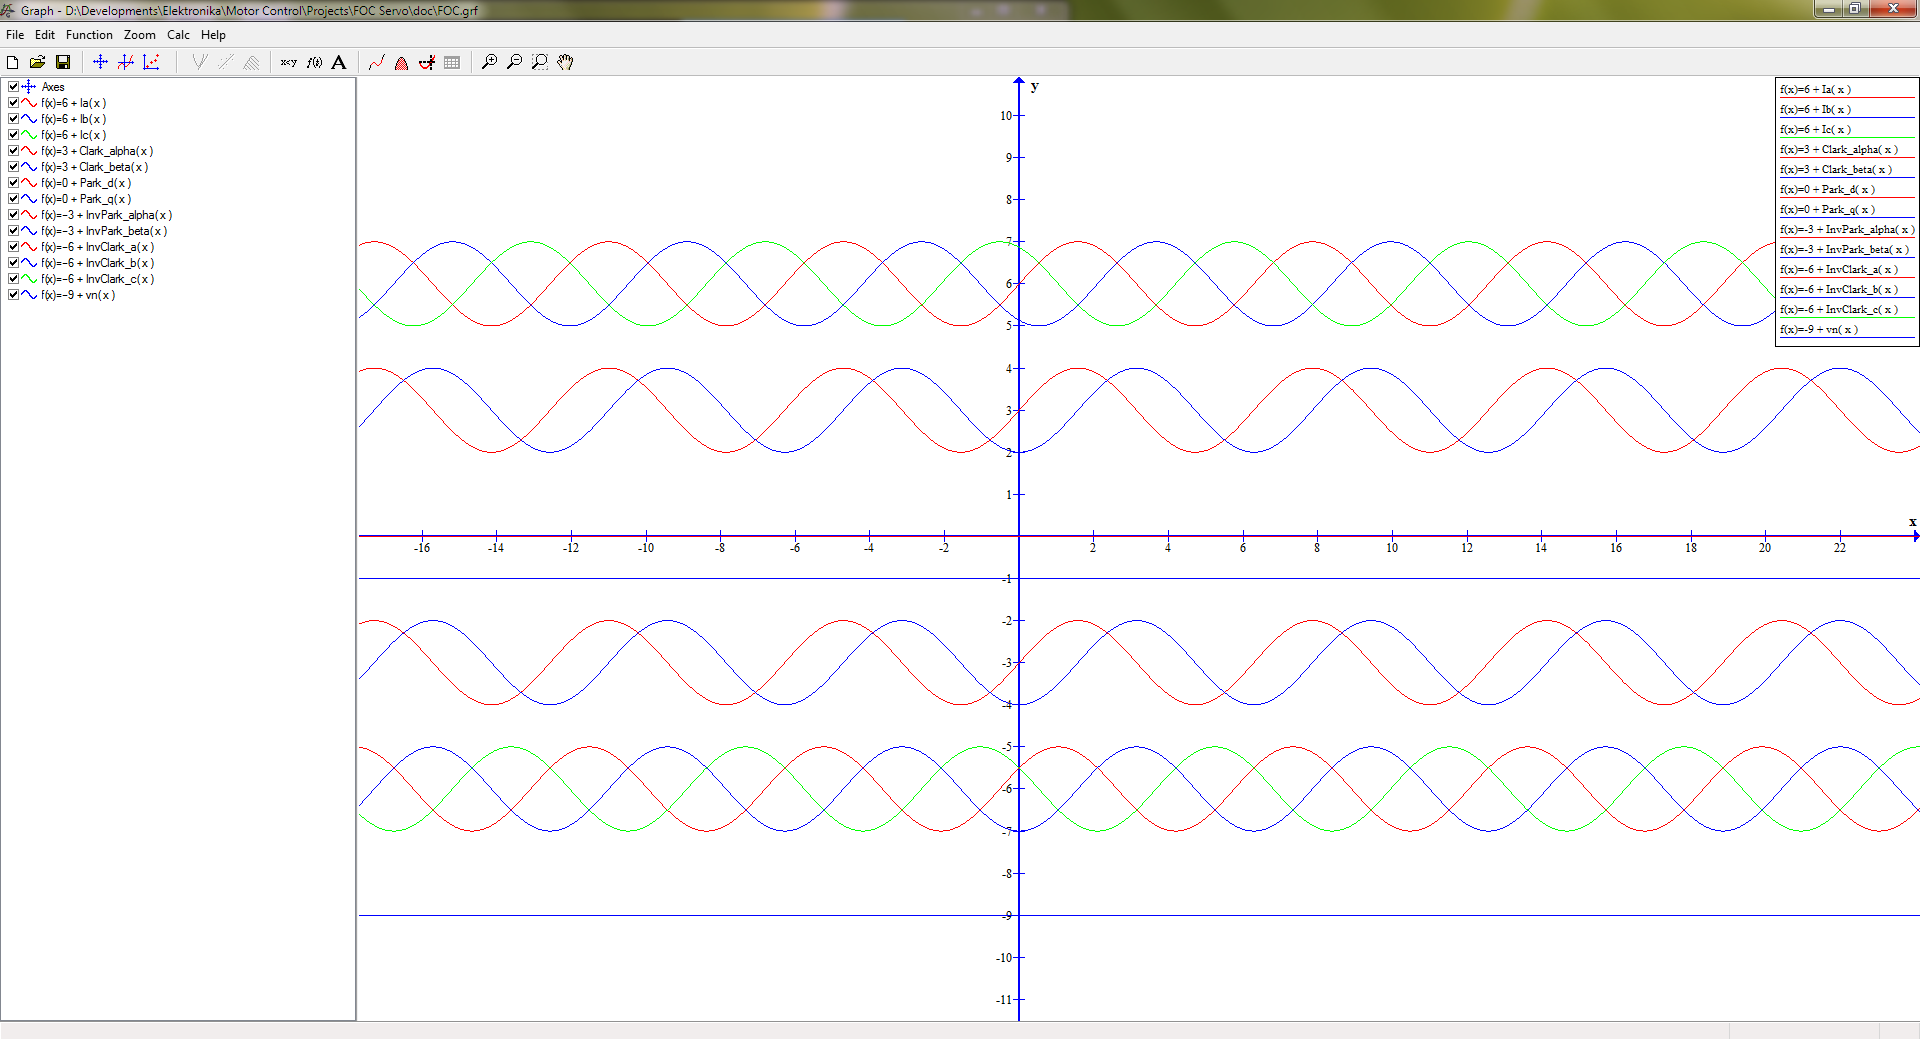 Graph - D:\Developments\Elektronika\Motor Control\Projects\FOC Servo\doc\FOC.grf
File Edit Function Zoom Calc Help
Axes
f(x)=6 + Ia( x )
f(x)=6 + Ib( x )
f(x)=6 + Ic( x )
f(x)=3 + Clark_alpha( x )
f(x)=3 + Clark_beta( x )
f(x)=0 + Park_d( x )
f(x)=0 + Park_q( x )
f(x)=-3 + InvPark_alpha( x )
f(x)=-3 + InvPark_beta( x )
f(x)=-6 + InvClark_a( x )
f(x)=-6 + InvClark_b( x )
f(x)=-6 + InvClark_c( x )
f(x)=-9 + vn( x )
y
10
9
8
7
6
5
4
3
2
1
x
-16 -14 -12 -10 -8 -6 -4 -2 2 4 6 8 10 12 14 16 18 20 22
-1
-2
-3
-4
-5
-6
-7
-8
-9
-10
-11
f(x)=6 + Ia( x )
f(x)=6 + Ib( x )
f(x)=6 + Ic( x )
f(x)=3 + Clark_alpha( x )
f(x)=3 + Clark_beta( x )
f(x)=0 + Park_d( x )
f(x)=0 + Park_q( x )
f(x)=-3 + InvPark_alpha( x )
f(x)=-3 + InvPark_beta( x )
f(x)=-6 + InvClark_a( x )
f(x)=-6 + InvClark_b( x )
f(x)=-6 + InvClark_c( x )
f(x)=-9 + vn( x )